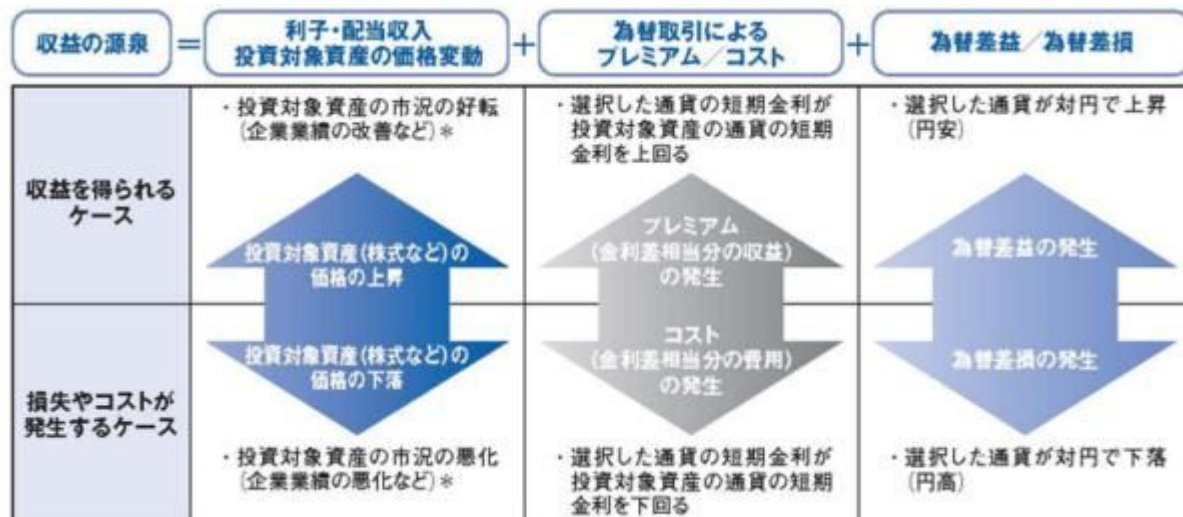 収益の源泉
=
利子・配当収入
投資対象資産の価格変動
+
為替取引による
プレミアム／コスト
+
為替差益／為替差損
収益を得られる
ケース
・投資対象資産の市況の好転
(企業業績の改善など)＊
投資対象資産(株式など)の
価格の上昇
・選択した通貨の短期金利が
投資対象資産の通貨の短期
金利を上回る
プレミアム
(金利差相当分の収益)
の発生
・選択した通貨が対円で上昇
(円安)
為替差益の発生
損失やコストが
発生するケース
投資対象資産(株式など)の
価格の下落
・投資対象資産の市況の悪化
(企業業績の悪化など)＊
コスト
(金利差相当分の費用)
の発生
・選択した通貨の短期金利が
投資対象資産の通貨の短期
金利を下回る
為替差損の発生
・選択した通貨が対円で下落
(円高)